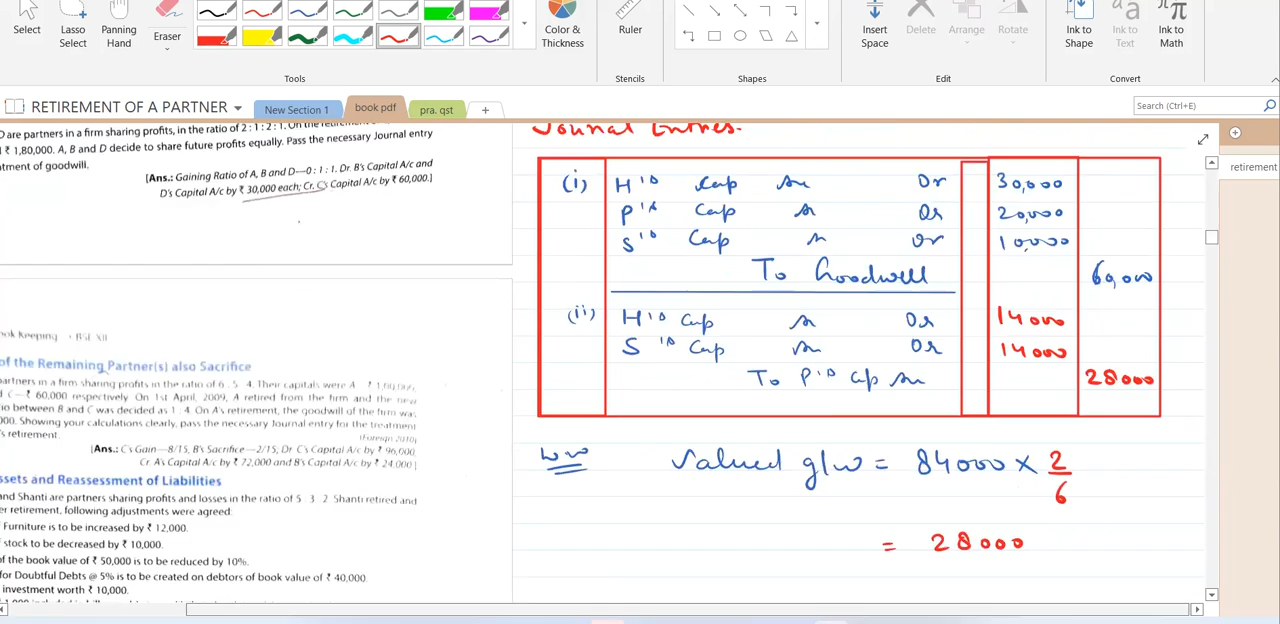 Select
Lasso Select
Panning Hand
Eraser
Color & Thickness
Ruler
Insert Space
Delete
Arrange
Rotate
Ink to Shape
Ink to Text
Ink to Math
Tools
Stencils
Shapes
Edit
Convert
RETIREMENT OF A PARTNER
New Section 1
book pdf
pra. qst
+
Search (Ctrl+E)
retirement
D are partners in a firm sharing profits, in the ratio of 2 : 1 : 2 : 1. On the
₹ 1,80,000. A, B and D decide to share future profits equally. Pass the necessary Journal entry
tment of goodwill.
[Ans.: Gaining Ratio of A, B and D—0 : 1 : 1. Dr. B's Capital A/c and
D's Capital A/c by ₹ 30,000 each; Cr. C's Capital A/c by ₹ 60,000.]
ook Keeping
XII
of the Remaining Partner(s) also Sacrifice
partners in a firm sharing profits in the ratio of 6 : 5 : 4. Their capitals were A
C—₹ 60,000 respectively. On 1st April, 2009, A retired from the firm and the new
io between B and C was decided as 1 : 4. On A's retirement, the goodwill of the firm was
000. Showing your calculations clearly, pass the necessary Journal entry for the treatment
's retirement.
(Foreign 2010)
[Ans.: C's Gain—8/15, B's Sacrifice—2/15; Dr. C's Capital A/c by ₹ 96,000
Cr. A's Capital A/c by ₹ 72,000 and B's Capital A/c by ₹ 24,000.]
ssets and Reassessment of Liabilities
and Shanti are partners sharing profits and losses in the ratio of 5 : 3 : 2. Shanti retired and
er retirement, following adjustments were agreed:
Furniture is to be increased by ₹ 12,000.
stock to be decreased by ₹ 10,000.
of the book value of ₹ 50,000 is to be reduced by 10%.
for Doubtful Debts @ 5% is to be created on debtors of book value of ₹ 40,000.
investment worth ₹ 10,000.
Journal Entries.
(i) H's Cap A/c Dr 30,000
P's Cap A/c Dr 20,000
S's Cap A/c Dr 10,000
To Goodwill 60,000
(ii) H's Cap A/c Dr 14000
S's Cap A/c Dr 14000
To P's Cap A/c 28000
W.N Valued g/w = 84000 × 2/6
= 28000